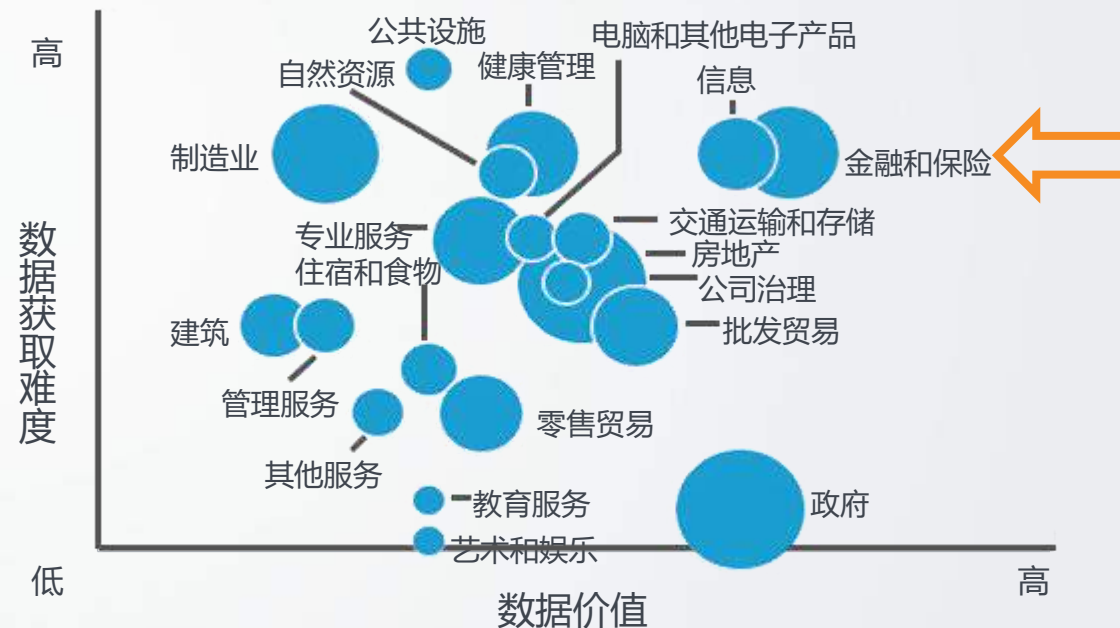 公共设施
电脑和其他电子产品
高
自然资源
健康管理
信息
制造业
金融和保险
专业服务
交通运输和存储
住宿和食物
房地产
公司治理
建筑
批发贸易
数据获取难度
管理服务
零售贸易
其他服务
教育服务
政府
艺术和娱乐
低
高
数据价值